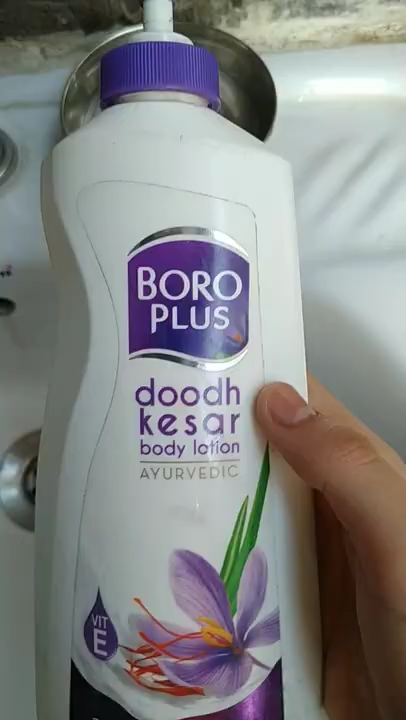 BORO
PLUS
doodh
kesar
body lotion
AYURVEDIC
VIT
E